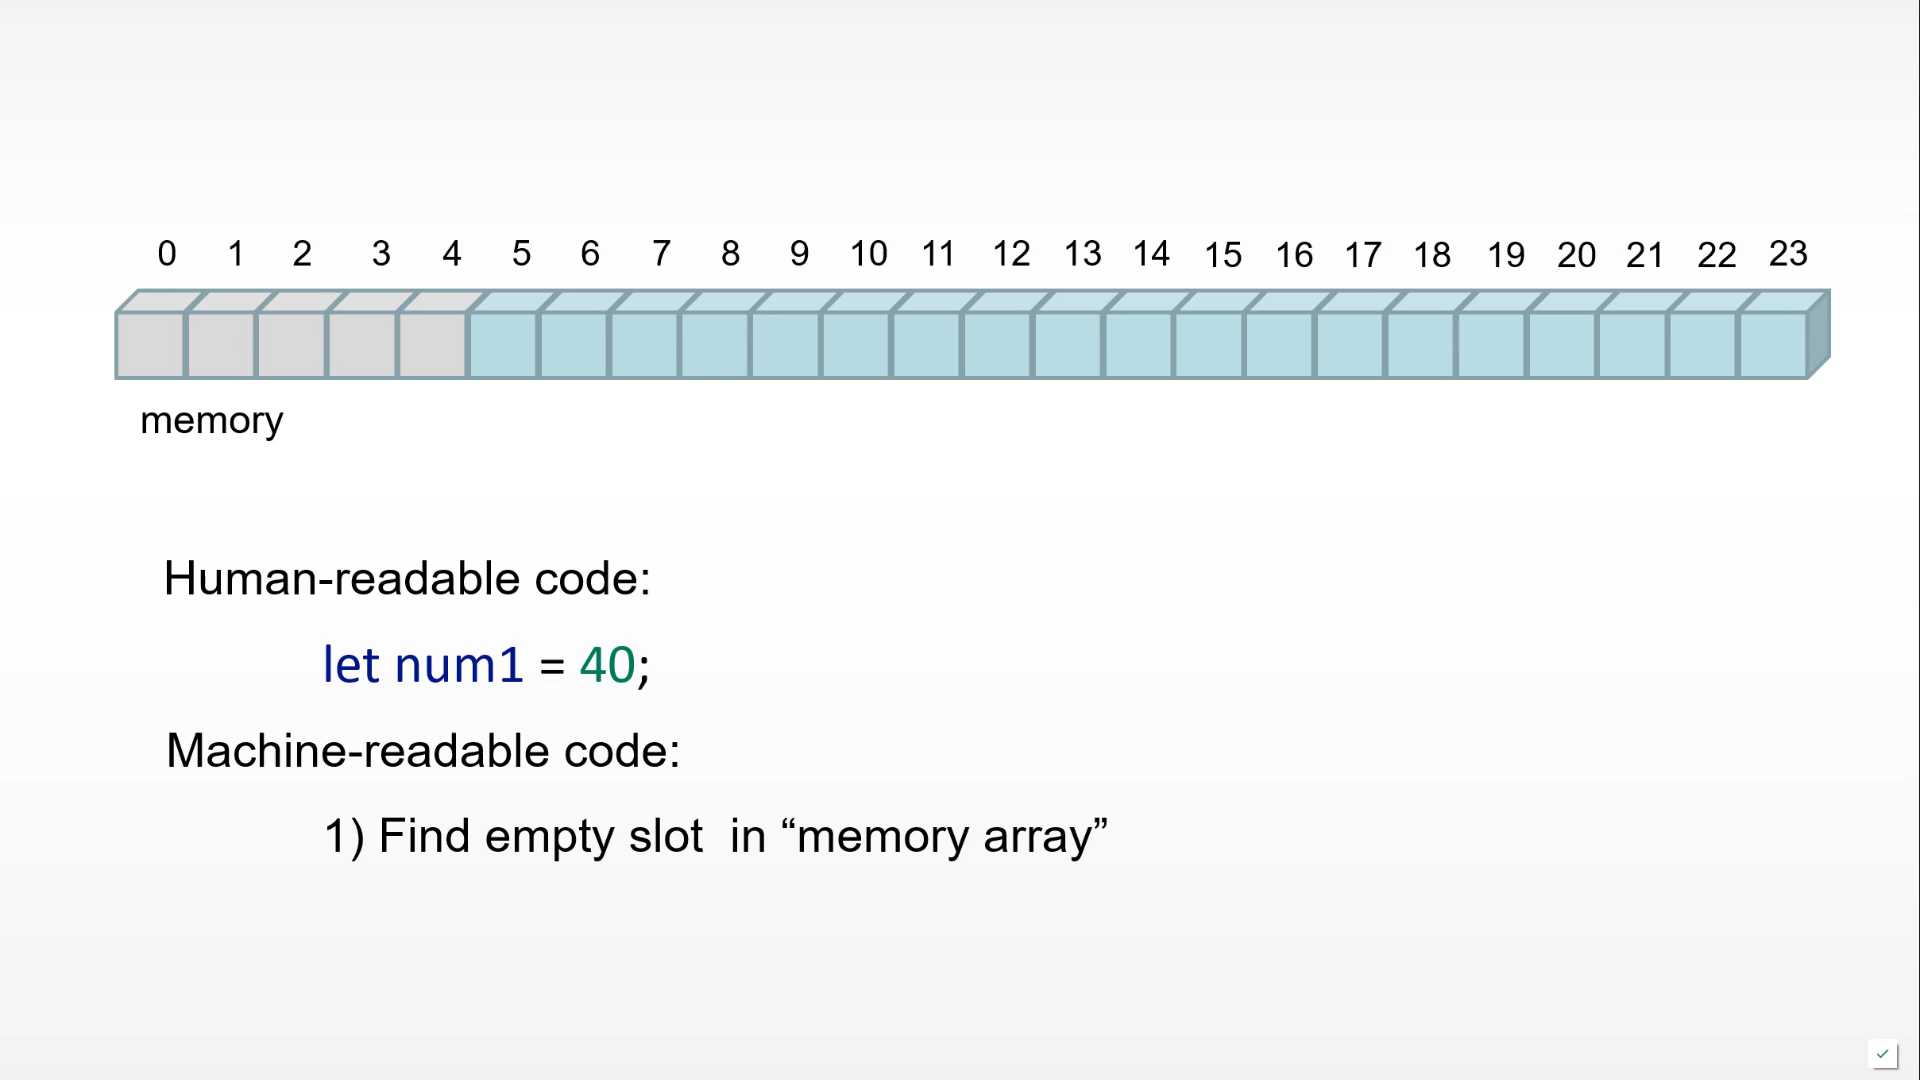 0 1 2 3 4 5 6 7 8 9 10 11 12 13 14 15 16 17 18 19 20 21 22 23
memory
Human-readable code:
let num1 = 40;
Machine-readable code:
1) Find empty slot  in “memory array”